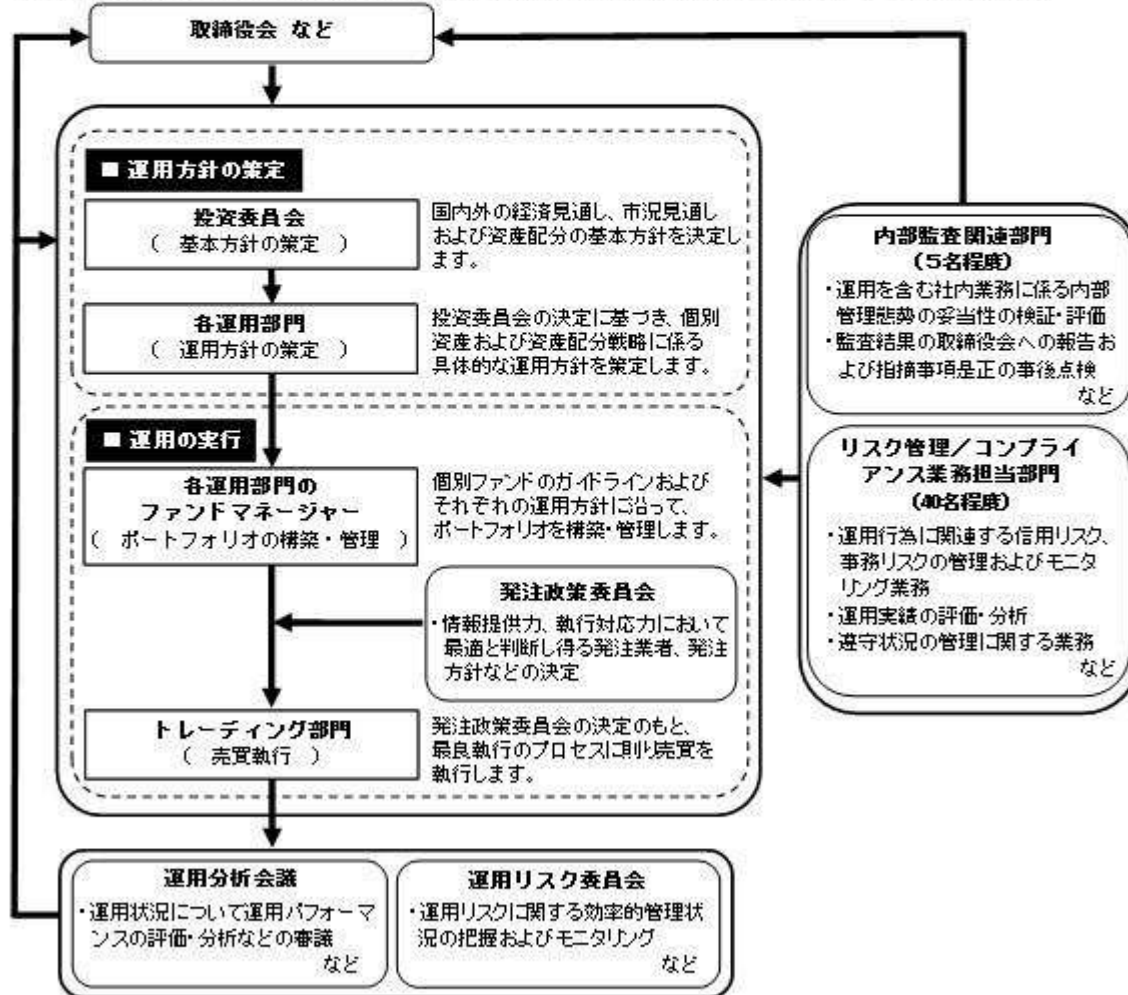 取締役会 など
■ 運用方針の策定
投資委員会
( 基本方針の策定 )
国内外の経済見通し、市況見通し
および資産配分の基本方針を決定し
ます。
各運用部門
( 運用方針の策定 )
投資委員会の決定に基づき、個別
資産および資産配分戦略に係る
具体的な運用方針を策定します。
■ 運用の実行
各運用部門の
ファンドマネージャー
( ポートフォリオの構築・管理 )
個別ファンドのガイドラインおよび
それぞれの運用方針に沿って、
ポートフォリオを構築・管理します。
発注政策委員会
・情報提供力、執行対応力において
最適と判断し得る発注業者、発注
方針などの決定
トレーディング部門
( 売買執行 )
発注政策委員会の決定のもと、
最良執行のプロセスに則り売買を
執行します。
内部監査関連部門
(5名程度)
・運用を含む社内業務に係る内部
管理態勢の妥当性の検証・評価
・監査結果の取締役会への報告お
よび指摘事項是正の事後点検
など
リスク管理/コンプライ
アンス業務担当部門
(40名程度)
・運用行為に関連する信用リスク、
事務リスクの管理およびモニタ
リング業務
・運用実績の評価・分析
・遵守状況の管理に関する業務
など
運用分析会議
・運用状況について運用パフォーマ
ンスの評価・分析などの審議
など
運用リスク委員会
・運用リスクに関する効率的管理状
況の把握およびモニタリング
など